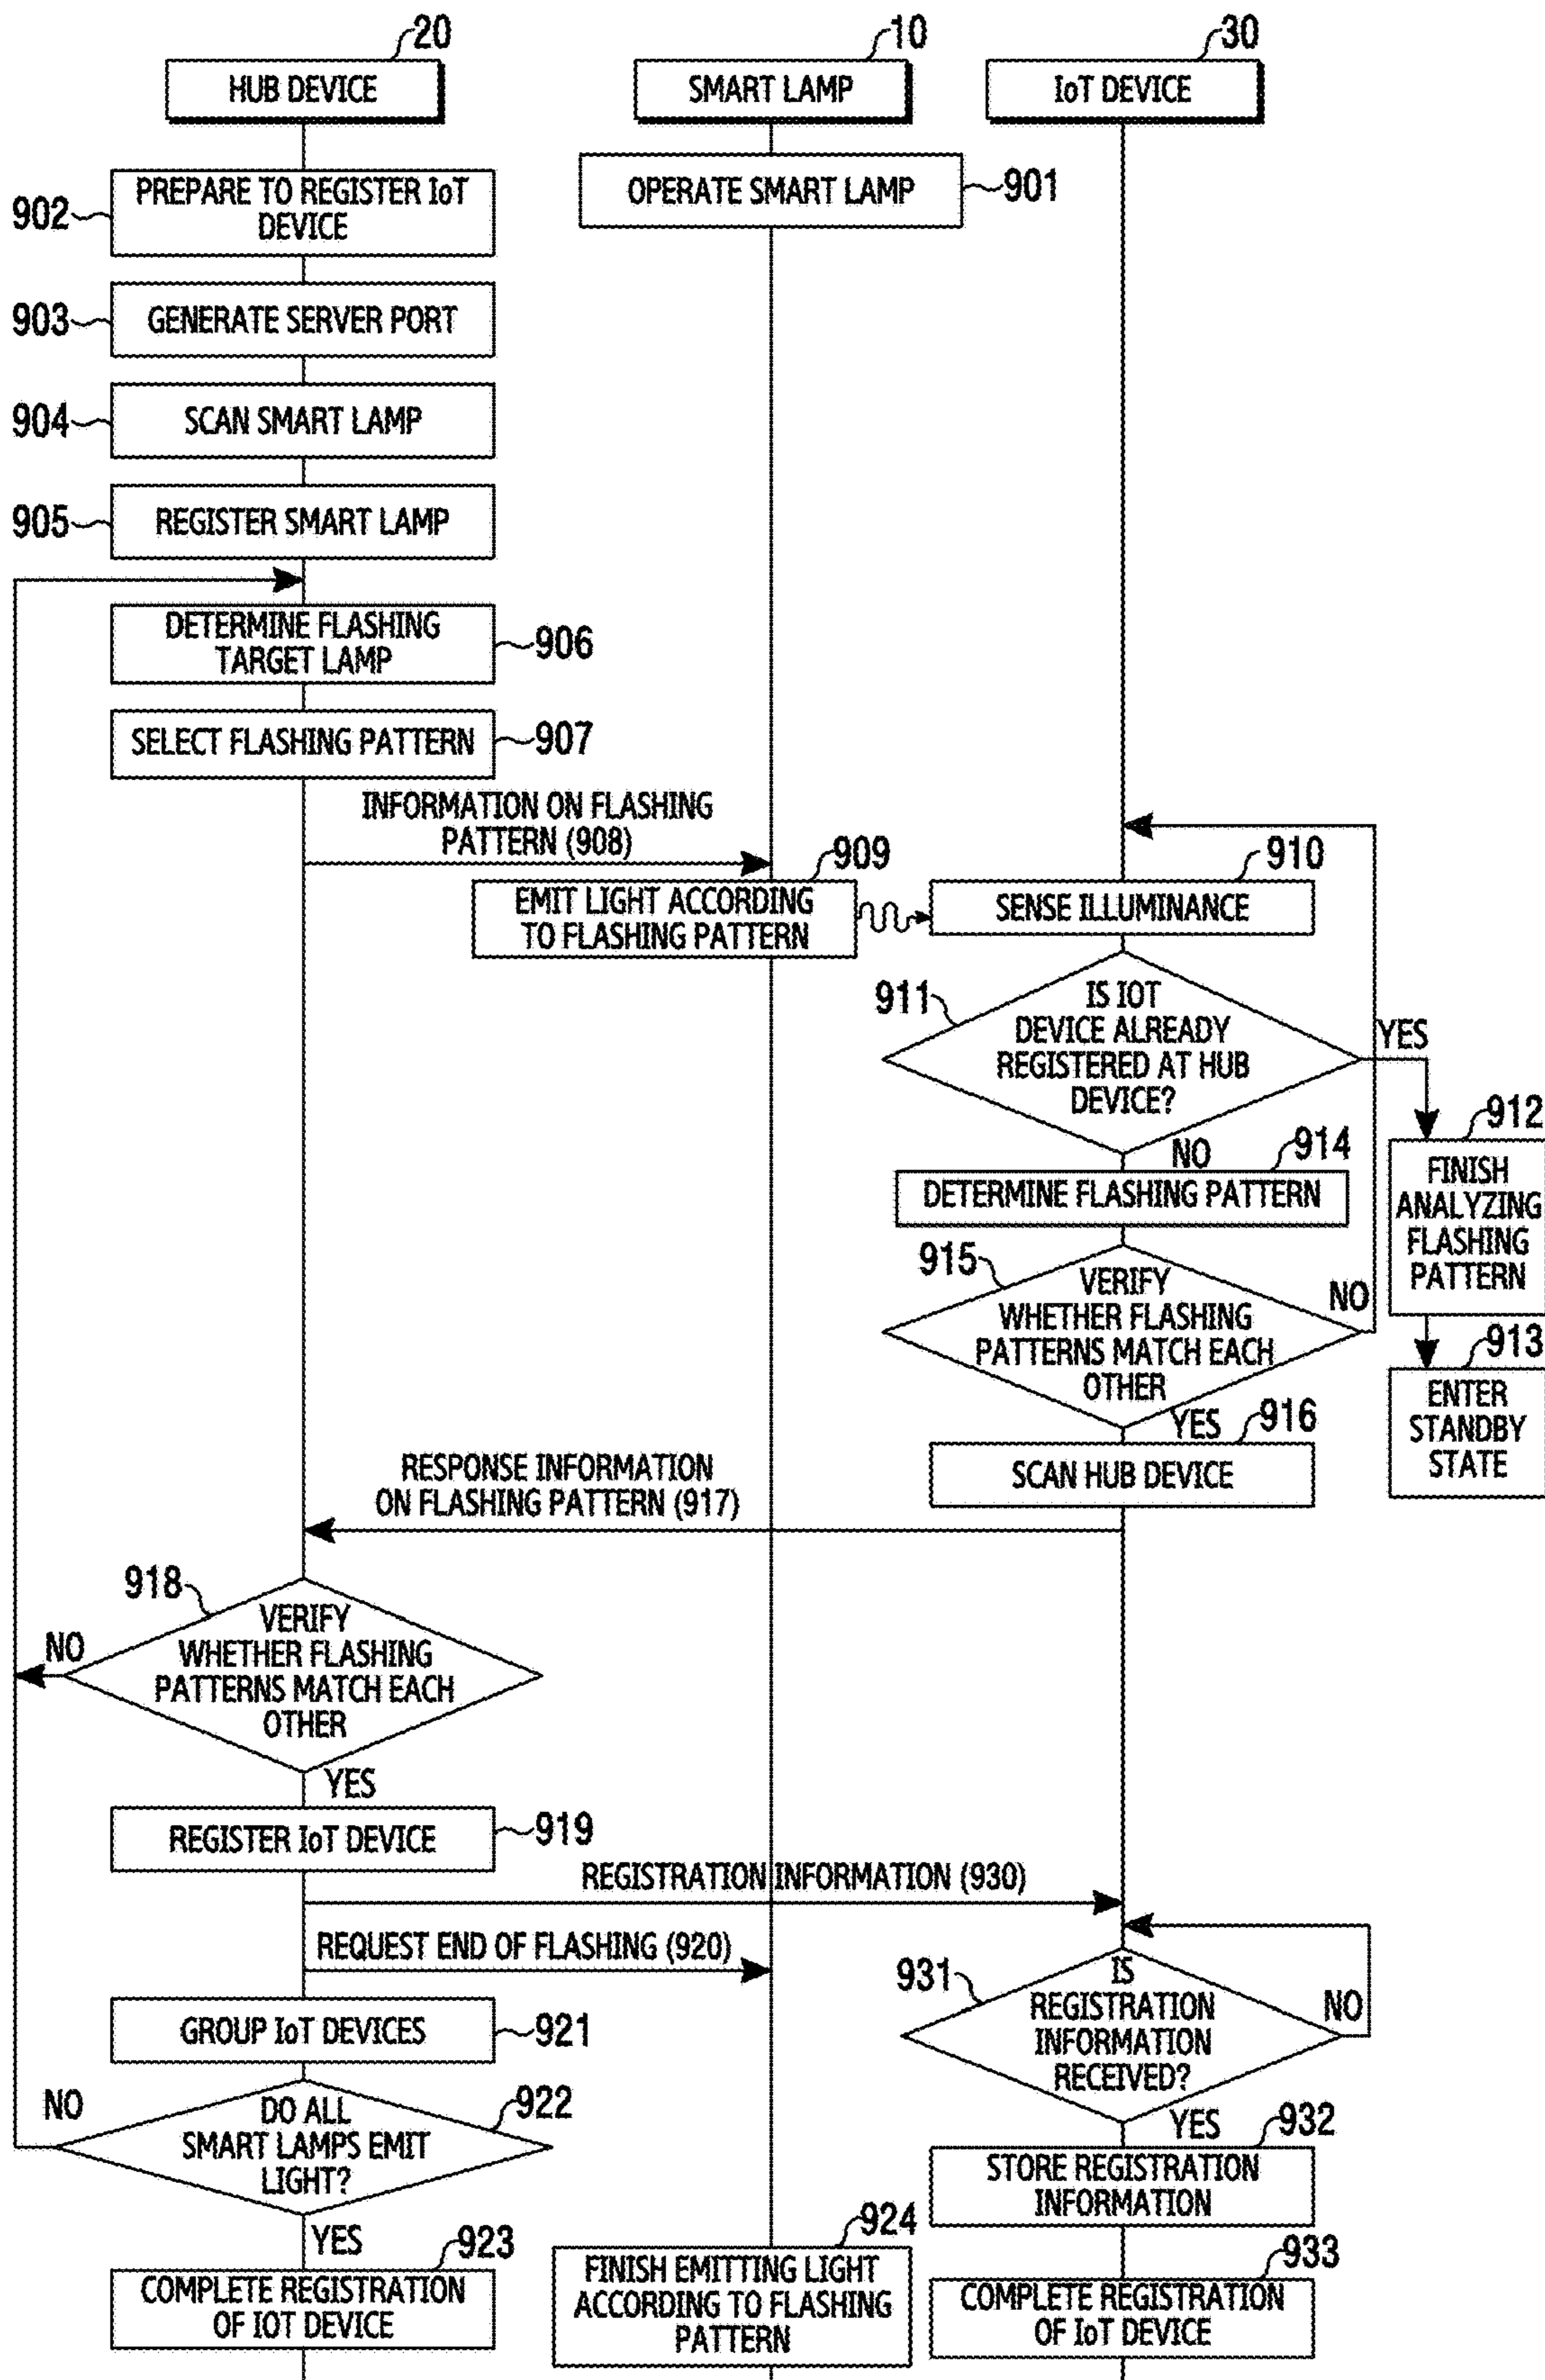 20
10
30
HUB DEVICE
SMART LAMP
IoT DEVICE
OPERATE SMART LAMP
901
902
PREPARE TO REGISTER IoT
DEVICE
903
GENERATE SERVER PORT
904
SCAN SMART LAMP
905
REGISTER SMART LAMP
DETERMINE FLASHING
TARGET LAMP
906
SELECT FLASHING PATTERN
907
INFORMATION ON FLASHING
PATTERN (908)
909
EMIT LIGHT ACCORDING
TO FLASHING PATTERN
910
SENSE ILLUMINANCE
911
IS IOT
DEVICE ALREADY
REGISTERED AT HUB
DEVICE?
YES
912
FINISH
ANALYZING
FLASHING
PATTERN
913
ENTER
STANDBY
STATE
NO
914
DETERMINE FLASHING PATTERN
915
VERIFY
WHETHER FLASHING
PATTERNS MATCH EACH
OTHER
NO
YES
916
SCAN HUB DEVICE
RESPONSE INFORMATION
ON FLASHING PATTERN (917)
918
VERIFY
WHETHER FLASHING
PATTERNS MATCH EACH
OTHER
NO
YES
REGISTER IoT DEVICE
919
REGISTRATION INFORMATION (930)
REQUEST END OF FLASHING (920)
GROUP IoT DEVICES
921
931
IS
REGISTRATION
INFORMATION
RECEIVED?
NO
NO
DO ALL
SMART LAMPS EMIT
LIGHT?
922
YES
932
STORE REGISTRATION
INFORMATION
YES
923
COMPLETE REGISTRATION
OF IOT DEVICE
924
FINISH EMITTING LIGHT
ACCORDING TO FLASHING
PATTERN
933
COMPLETE REGISTRATION
OF IoT DEVICE